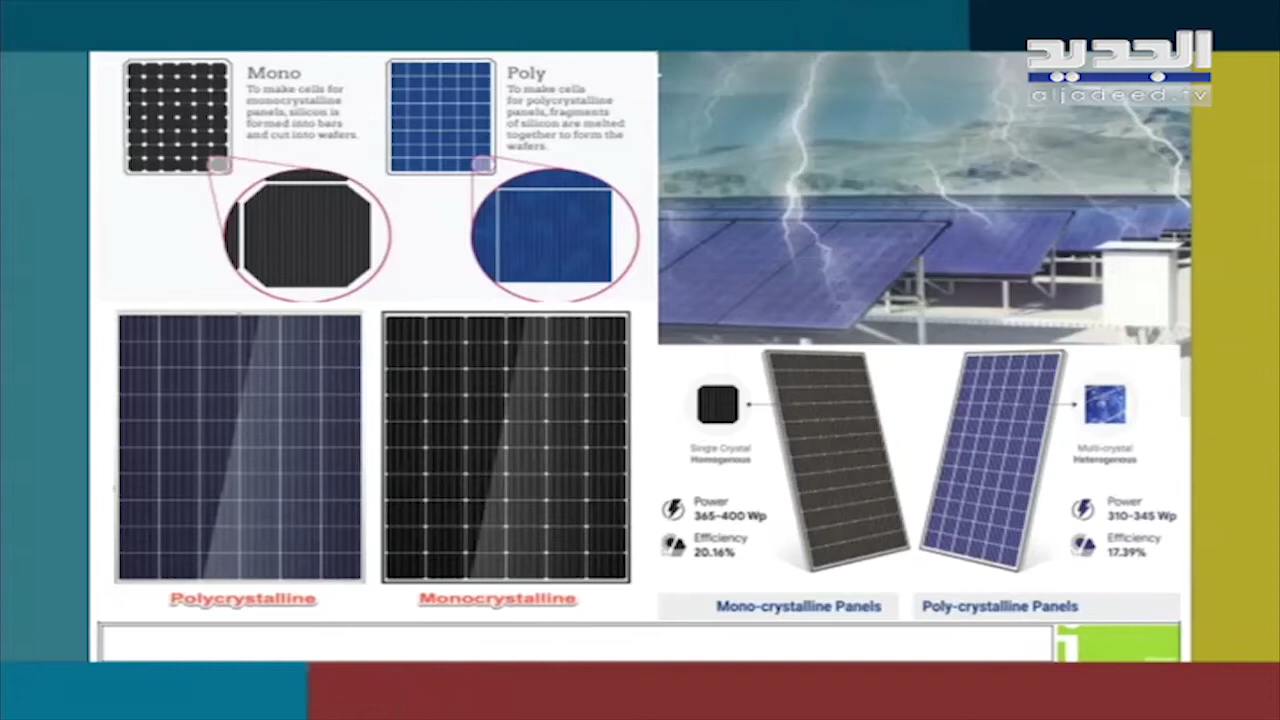 الجديد
aljadeed.tv
Mono
To make cells for
monocrystalline
panels, silicon is
formed into bars
and cut into wafers.
Poly
To make cells
for polycrystalline
panels, fragments
of silicon are melted
together to form the
wafers.
Polycrystalline
Monocrystalline
Single Crystal
Homogenous
Power
365-400 Wp
Efficiency
20.16%
Multi-crystal
Heterogenous
Power
310-345 Wp
Efficiency
17.39%
Mono-crystalline Panels
Poly-crystalline Panels